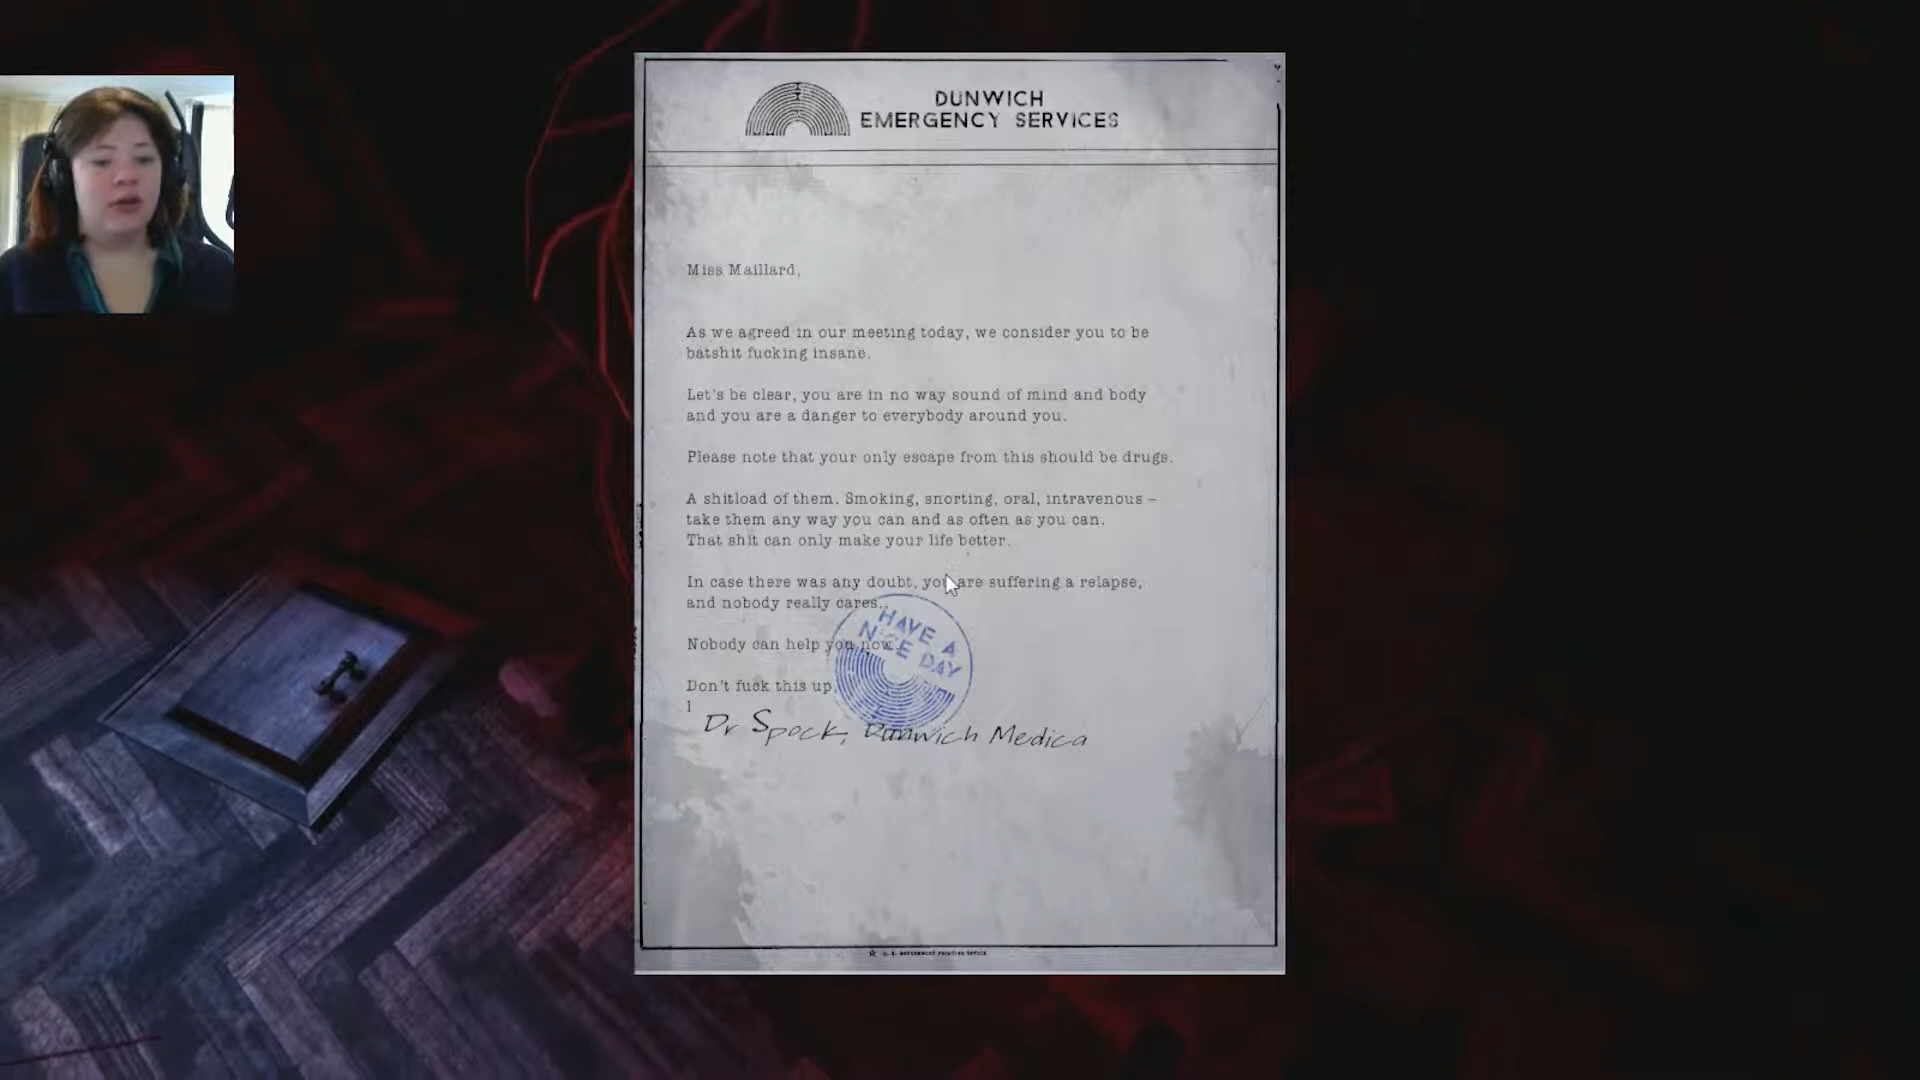 DUNWICH
EMERGENCY SERVICES
Miss Maillard,
As we agreed in our meeting today, we consider you to be
batshit fucking insane.
Let's be clear, you are in no way sound of mind and body
and you are a danger to everybody around you.
Please note that your only escape from this should be drugs.
A shitload of them. Smoking, snorting, oral, intravenous –
take them any way you can and as often as you can.
That shit can only make your life better.
In case there was any doubt, you are suffering a relapse,
and nobody really cares.
Nobody can help you now.
Don't fuck this up,
1
HAVE A
NICE DAY
Dr Spock, Dunwich Medica
U. S. GOVERNMENT PRINTING OFFICE